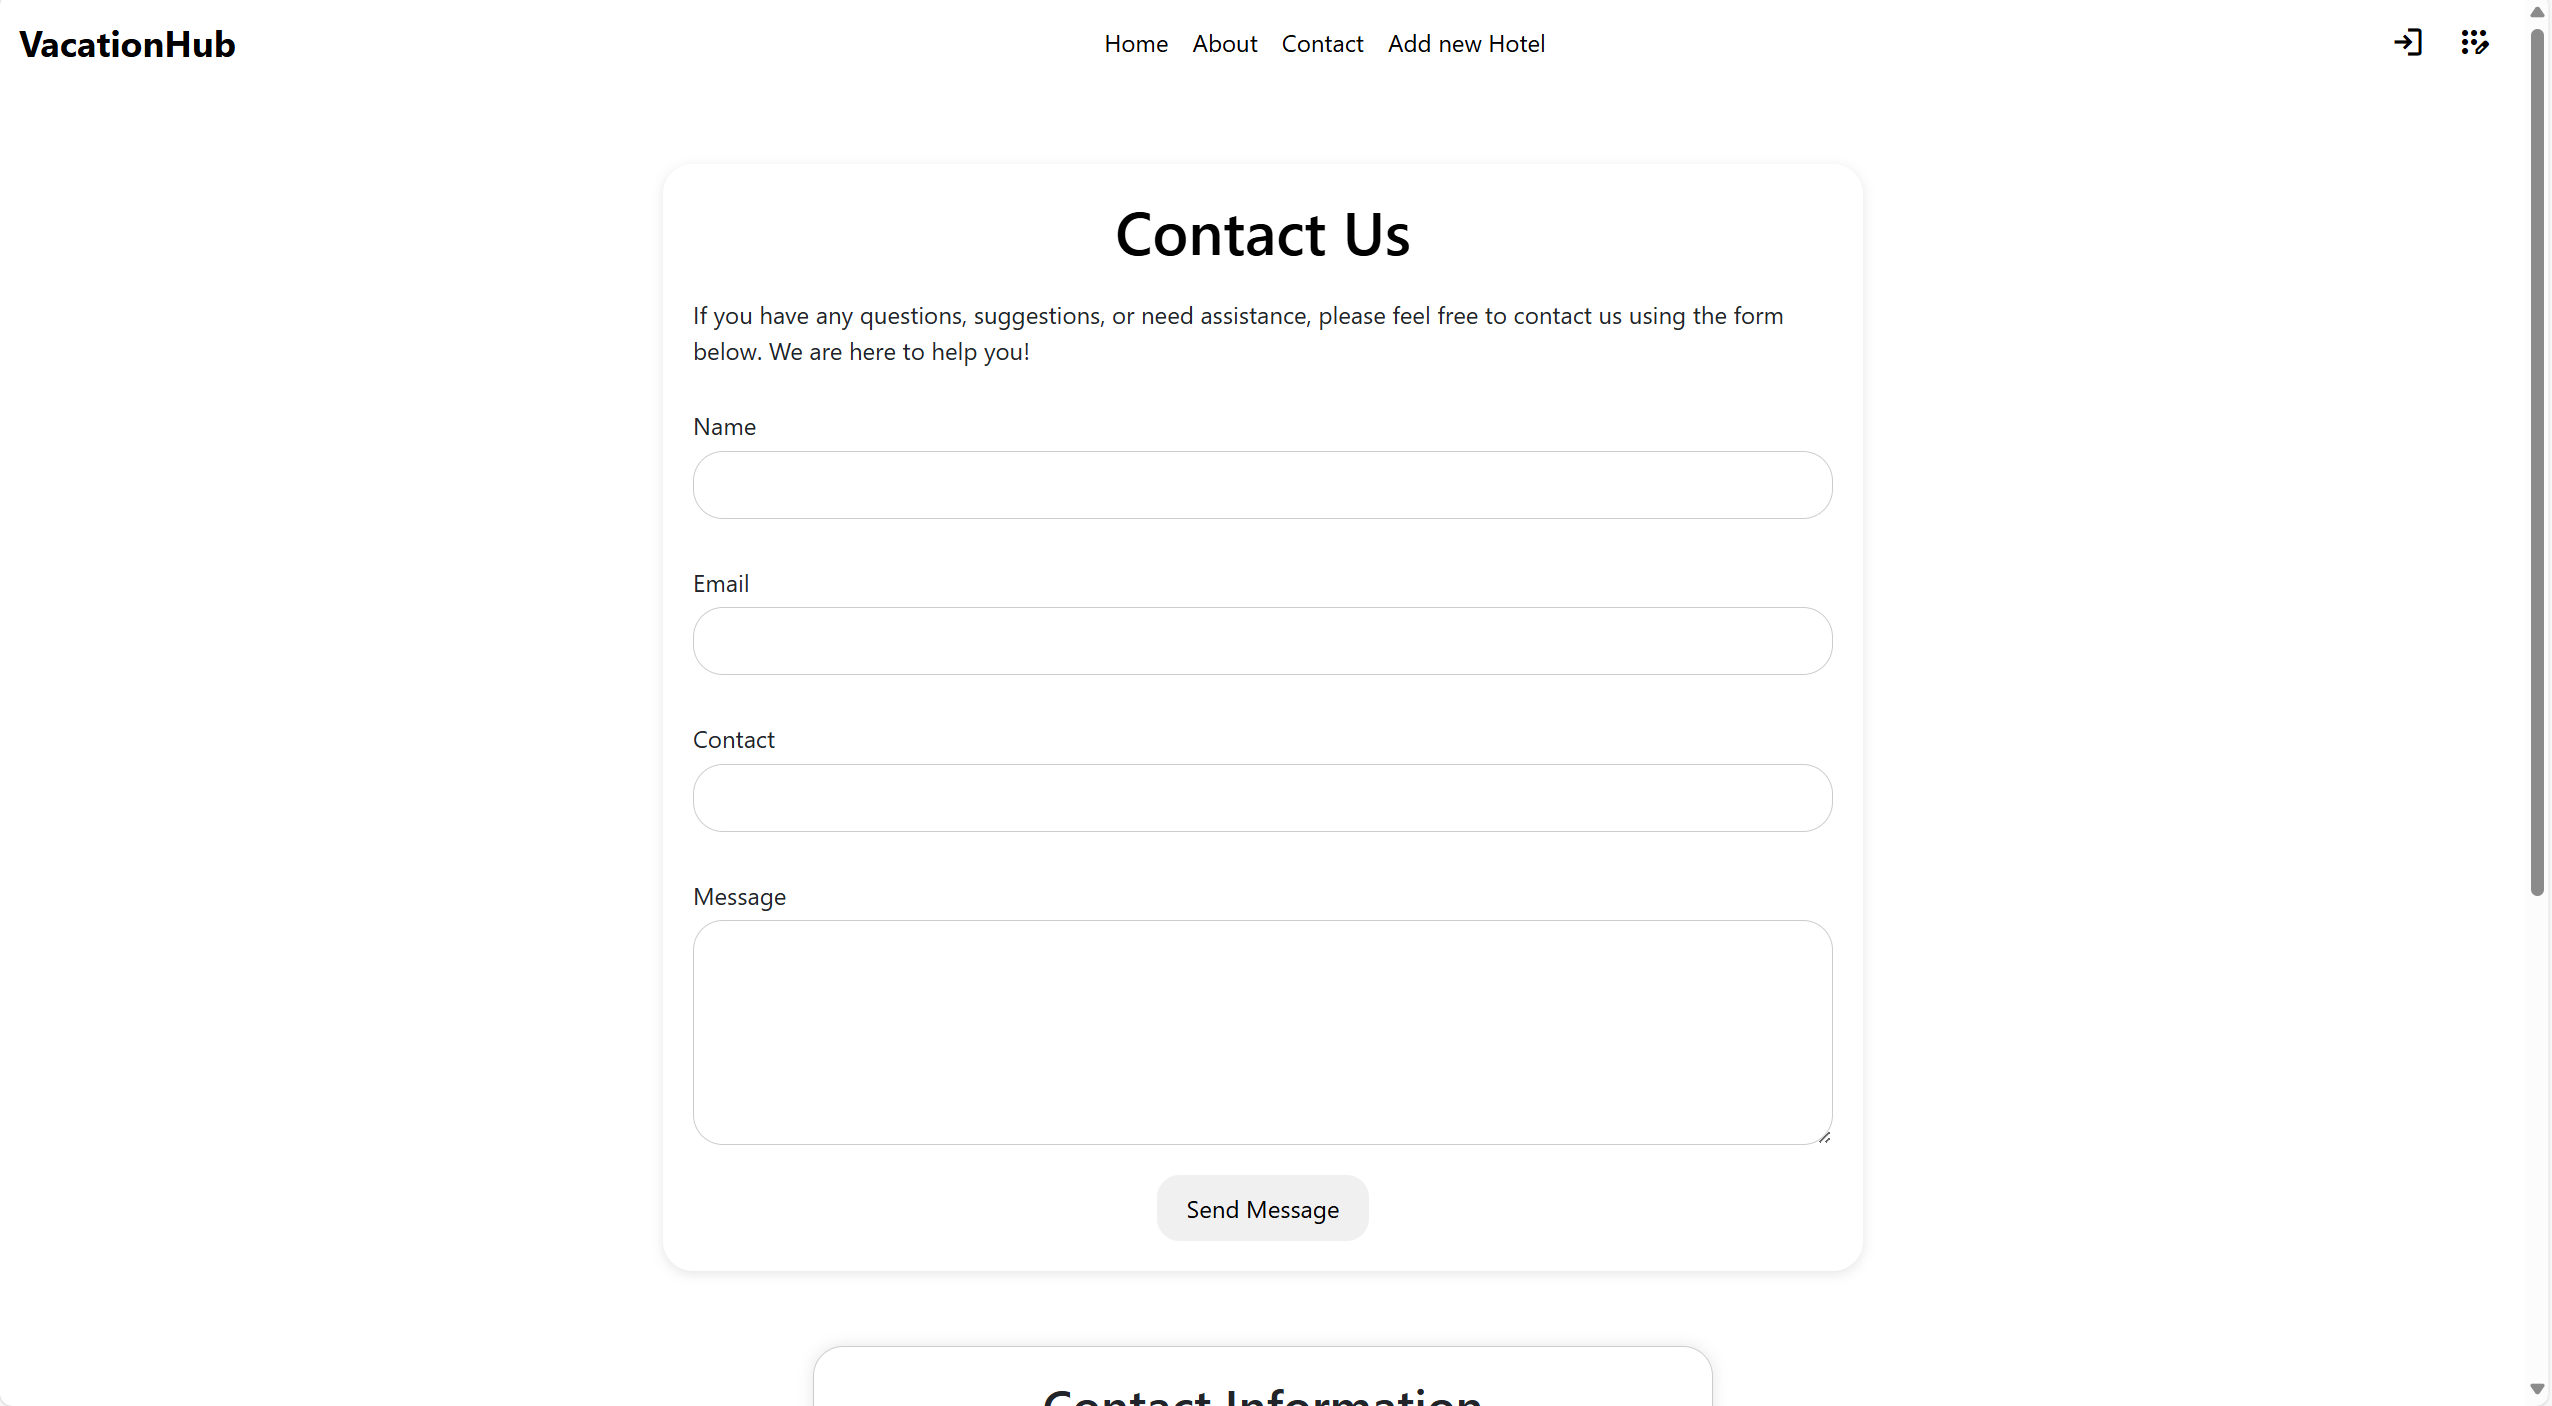 VacationHub
Home About Contact Add new Hotel
Contact Us
If you have any questions, suggestions, or need assistance, please feel free to contact us using the form
below. We are here to help you!
Name
Email
Contact
Message
Send Message
Contact Information